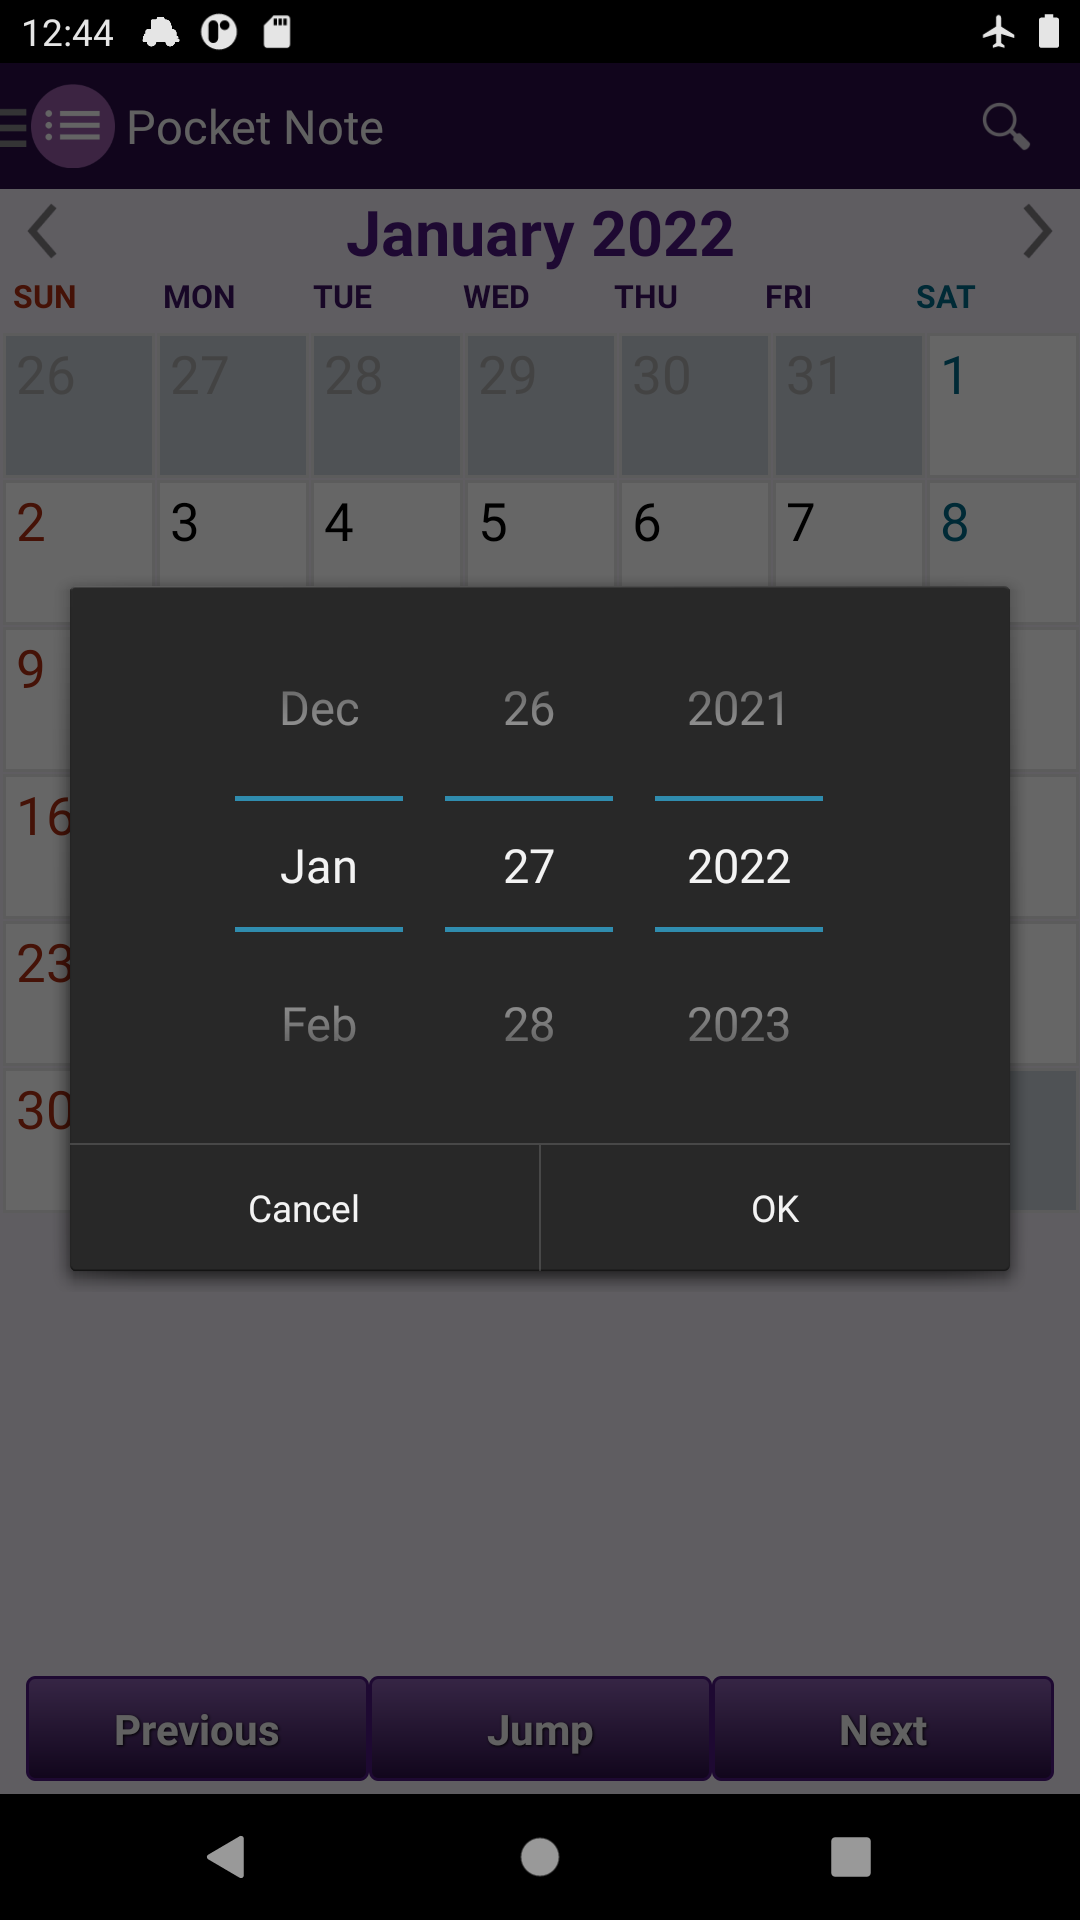 12:44
Pocket Note
January 2022
SUN MON TUE WED THU FRI SAT
26 27 28 29 30 31 1
2 3 4 5 6 7 8
9
Dec 26 2021
16
Jan 27 2022
23
Feb 28 2023
30
Cancel OK
Previous Jump Next